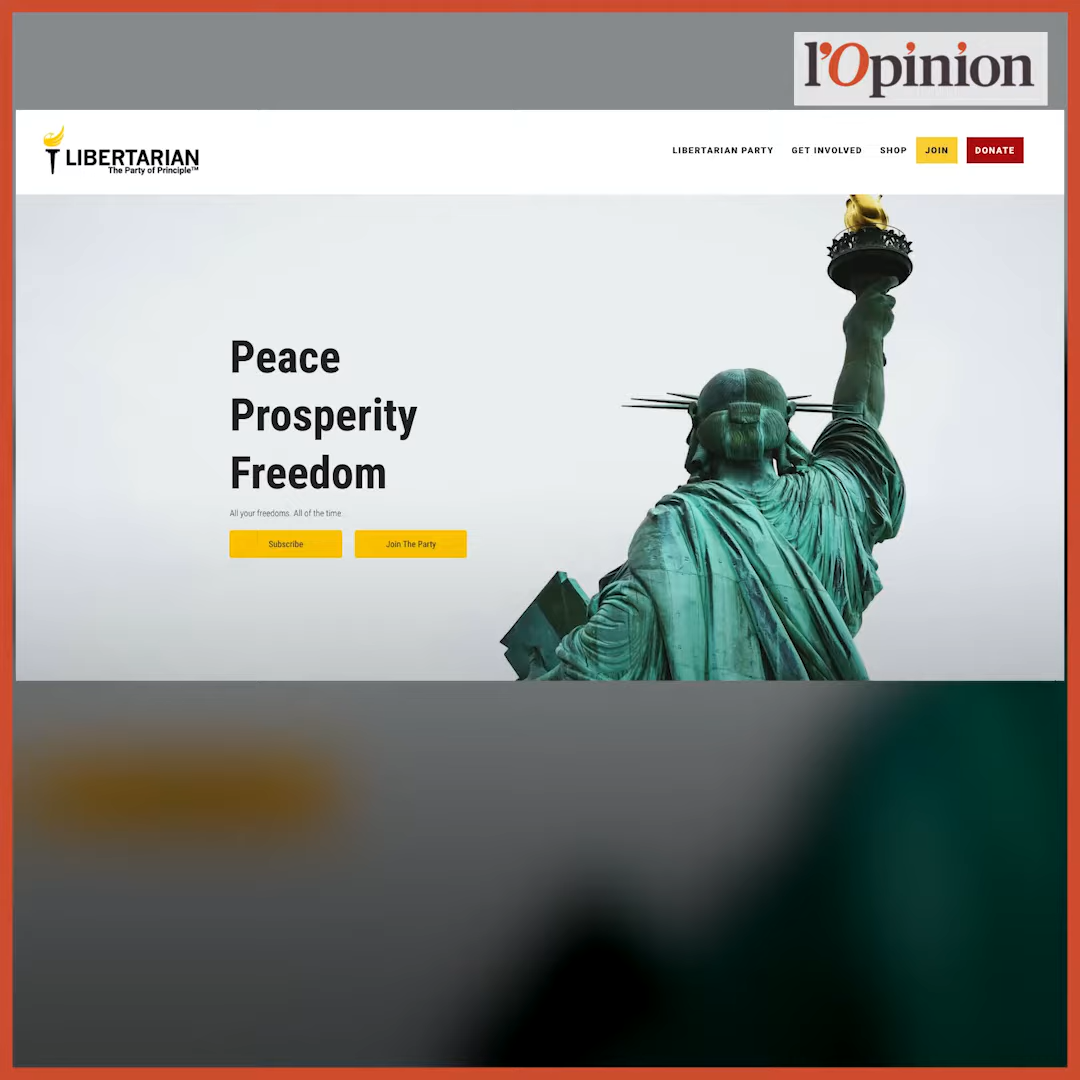 l'Opinion
LIBERTARIAN
The Party of Principle™
LIBERTARIAN PARTY GET INVOLVED SHOP JOIN DONATE
Peace
Prosperity
Freedom
All your freedoms. All of the time.
Subscribe Join The Party